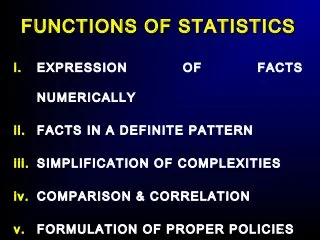 FUNCTIONS OF STATISTICS
i. EXPRESSION OF FACTS
NUMERICALLY
ii. FACTS IN A DEFINITE PATTERN
iii. SIMPLIFICATION OF COMPLEXITIES
iv. COMPARISON & CORRELATION
v. FORMULATION OF PROPER POLICIES